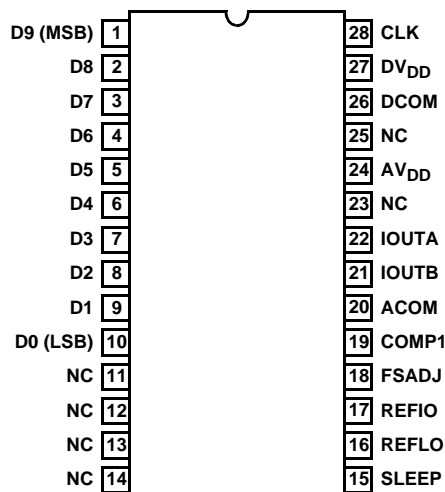 D9 (MSB) 1 28 CLK
D8 2 27 DVDD
D7 3 26 DCOM
D6 4 25 NC
D5 5 24 AVDD
D4 6 23 NC
D3 7 22 IOUTA
D2 8 21 IOUTB
D1 9 20 ACOM
D0 (LSB) 10 19 COMP1
NC 11 18 FSADJ
NC 12 17 REFIO
NC 13 16 REFLO
NC 14 15 SLEEP